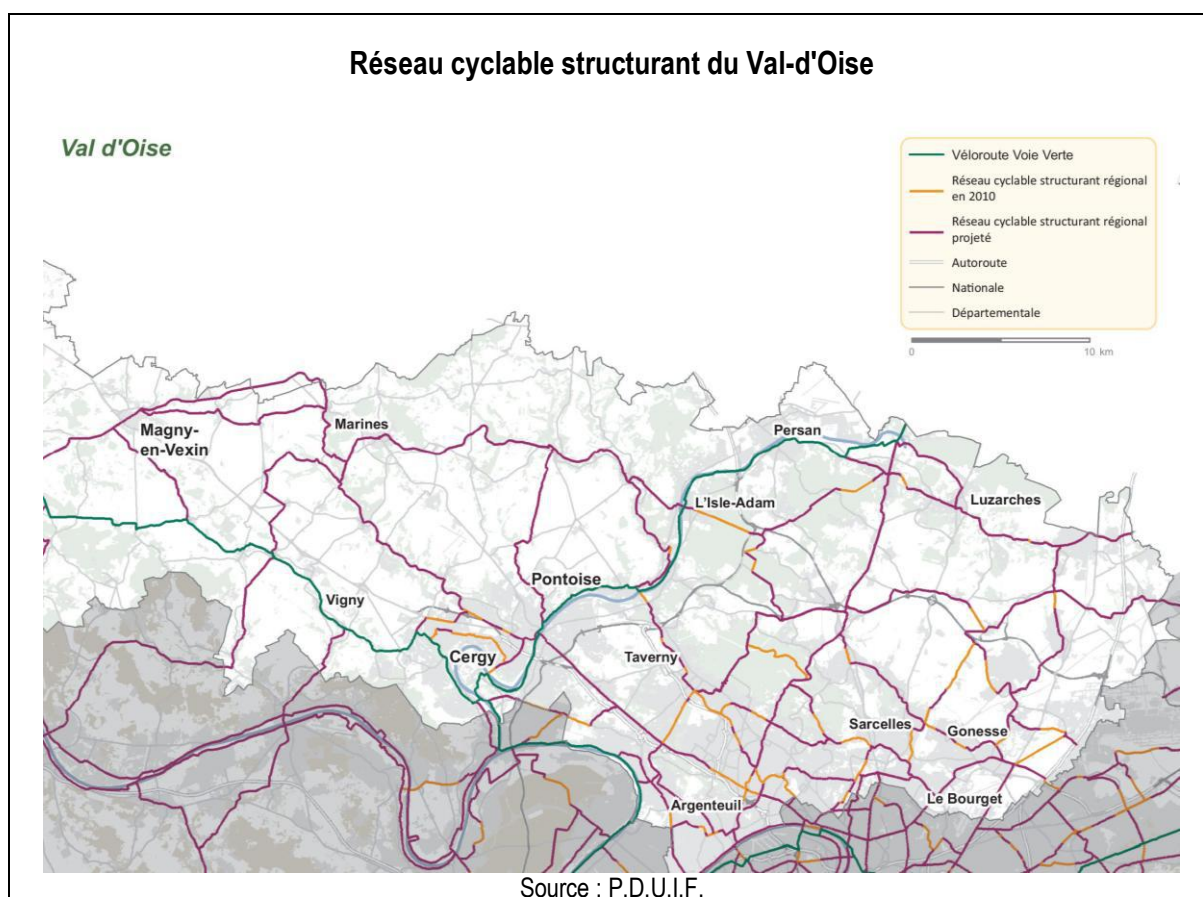 Réseau cyclable structurant du Val-d'Oise
Val d'Oise
Véloroute Voie Verte
Réseau cyclable structurant régional
en 2010
Réseau cyclable structurant régional
projeté
Autoroute
Nationale
Départementale
0 10 km
Magny-
en-Vexin
Marines
Persan
L'Isle-Adam
Luzarches
Pontoise
Vigny
Cergy
Taverny
Sarcelles
Gonesse
Argenteuil
Le Bourget
Source : P.D.U.I.F.